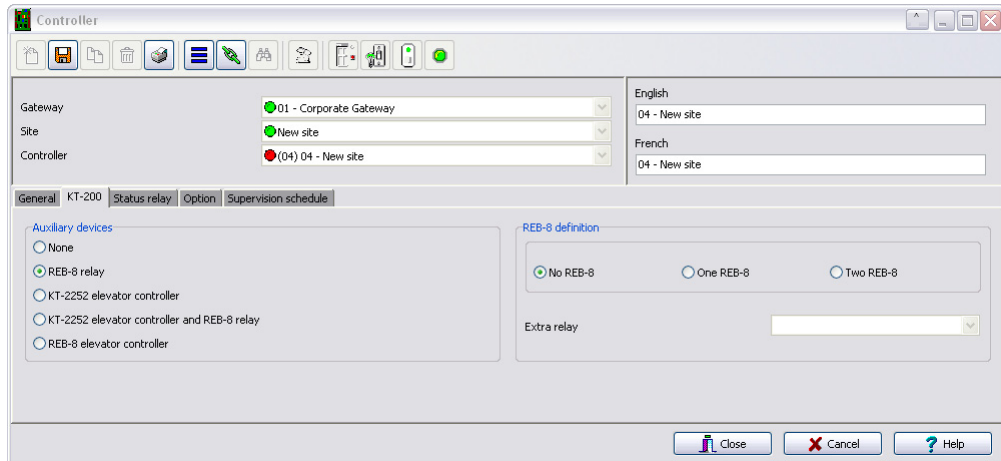 Controller
Gateway
01 - Corporate Gateway
Site
New site
Controller
(04) 04 - New site
English
04 - New site
French
04 - New site
General KT-200 Status relay Option Supervision schedule
Auxiliary devices
None
REB-8 relay
KT-2252 elevator controller
KT-2252 elevator controller and REB-8 relay
REB-8 elevator controller
REB-8 definition
No REB-8 One REB-8 Two REB-8
Extra relay
Close Cancel ? Help